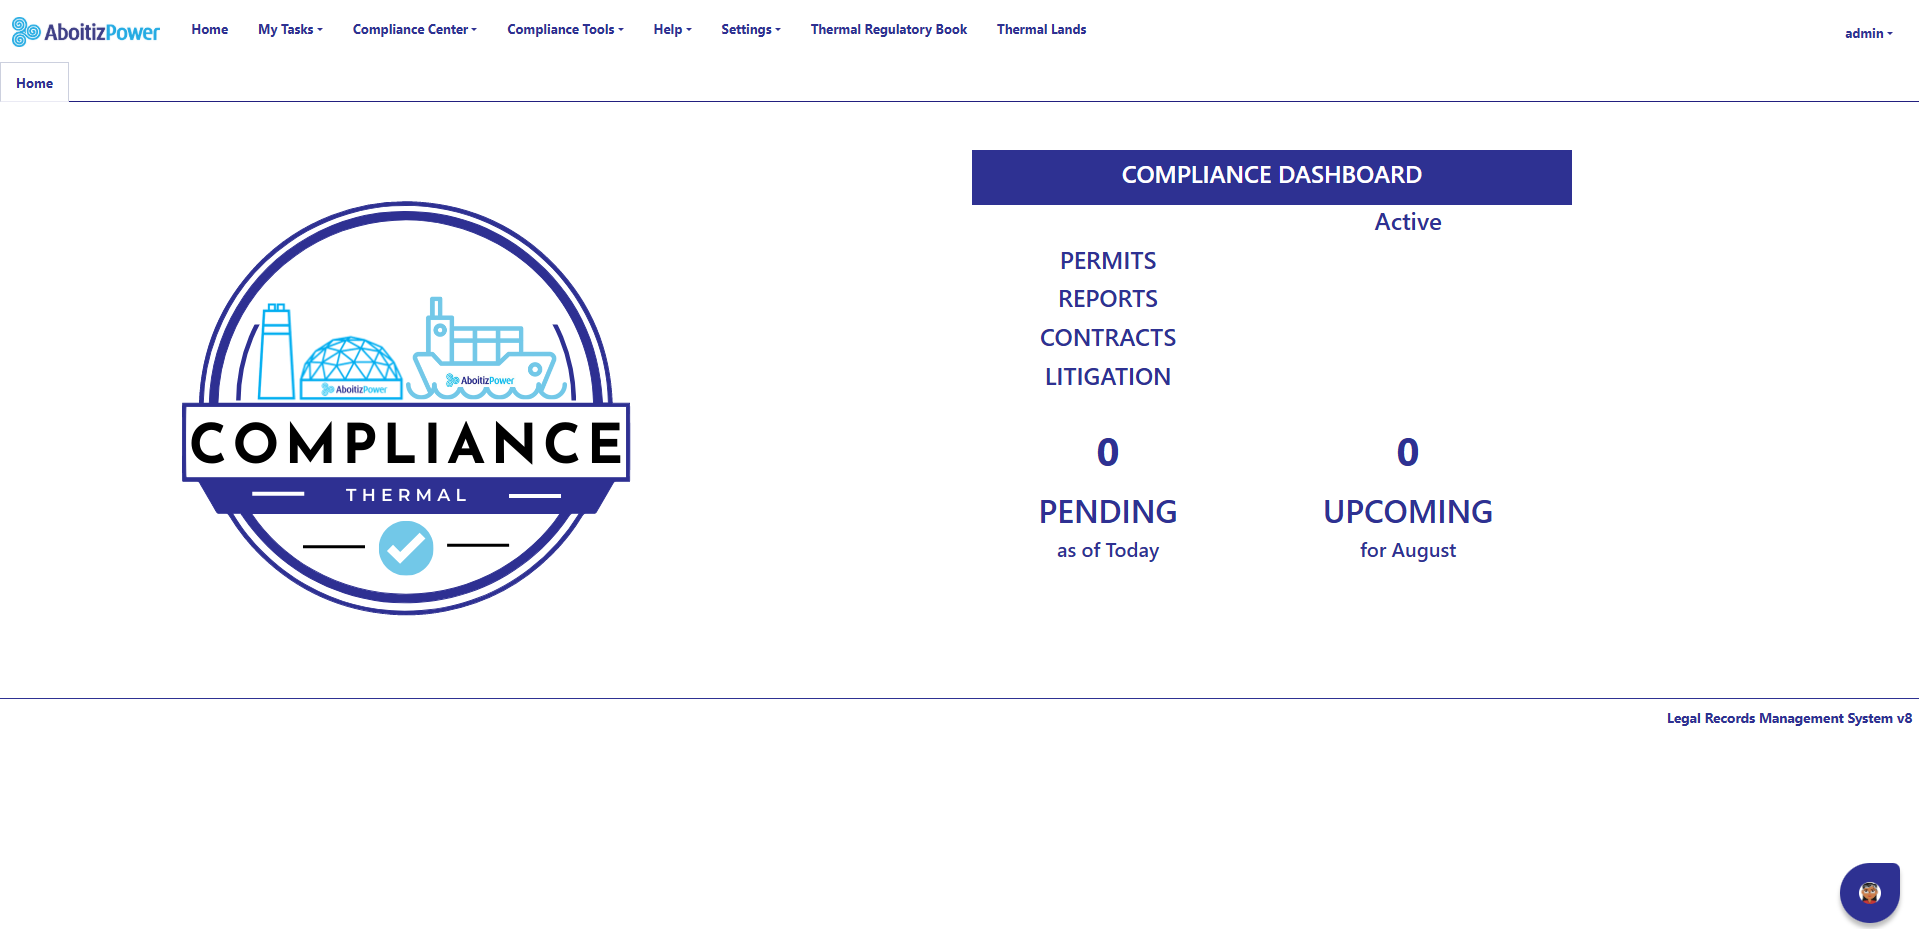 AboitizPower Home My Tasks Compliance Center Compliance Tools Help Settings Thermal Regulatory Book Thermal Lands admin
Home
COMPLIANCE DASHBOARD
Active
PERMITS
REPORTS
CONTRACTS
LITIGATION
0 0
PENDING UPCOMING
as of Today for August
AboitizPower AboitizPower
COMPLIANCE
THERMAL
Legal Records Management System v8